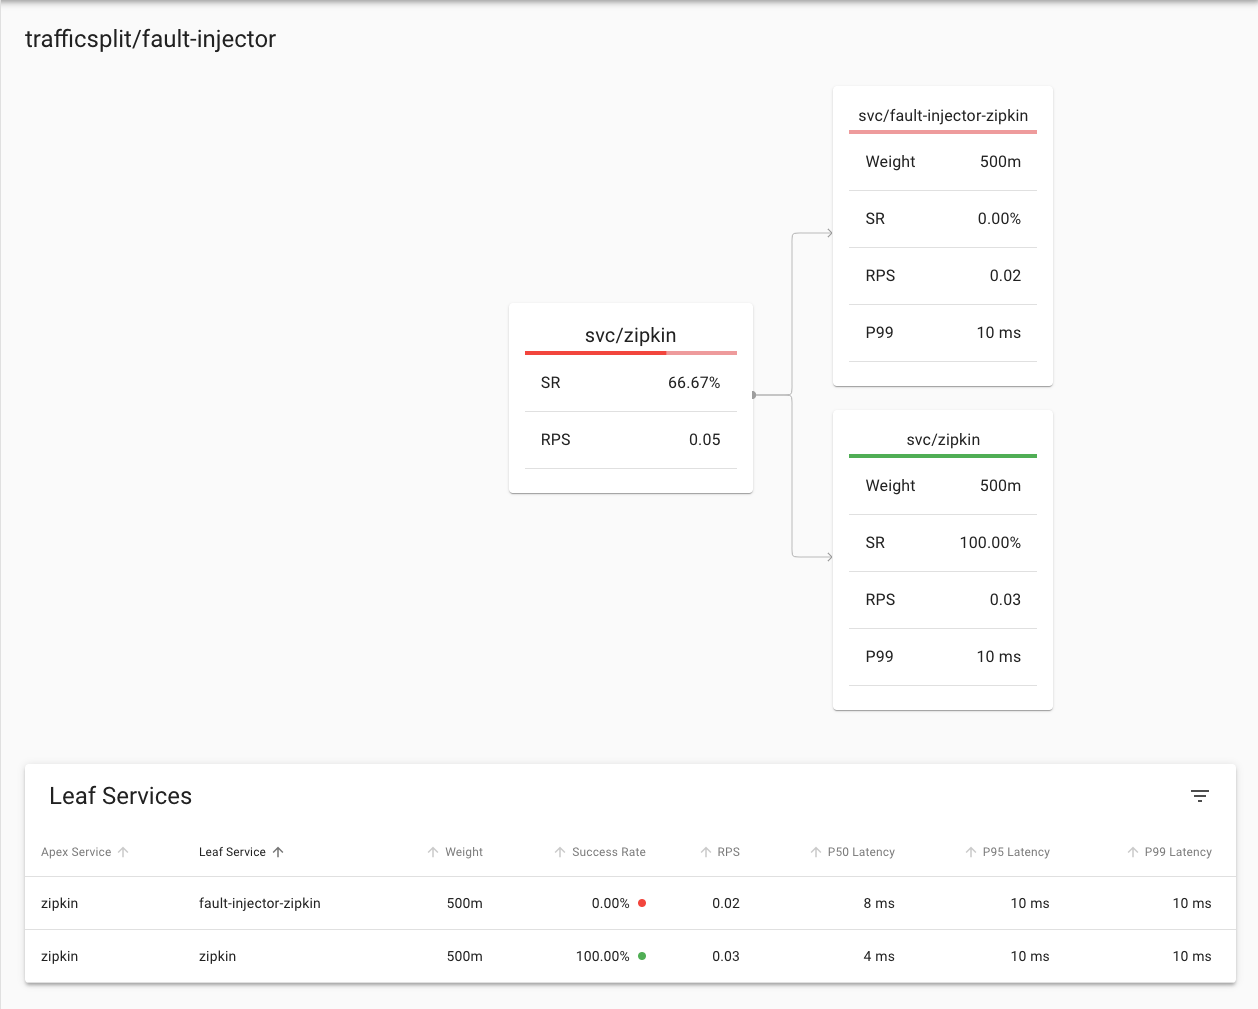 trafficsplit/fault-injector
svc/fault-injector-zipkin
Weight 500m
SR 0.00%
RPS 0.02
P99 10 ms
svc/zipkin
SR 66.67%
RPS 0.05
svc/zipkin
Weight 500m
SR 100.00%
RPS 0.03
P99 10 ms
Leaf Services
Apex Service Leaf Service Weight Success Rate RPS P50 Latency P95 Latency P99 Latency
zipkin fault-injector-zipkin 500m 0.00% 0.02 8 ms 10 ms 10 ms
zipkin zipkin 500m 100.00% 0.03 4 ms 10 ms 10 ms